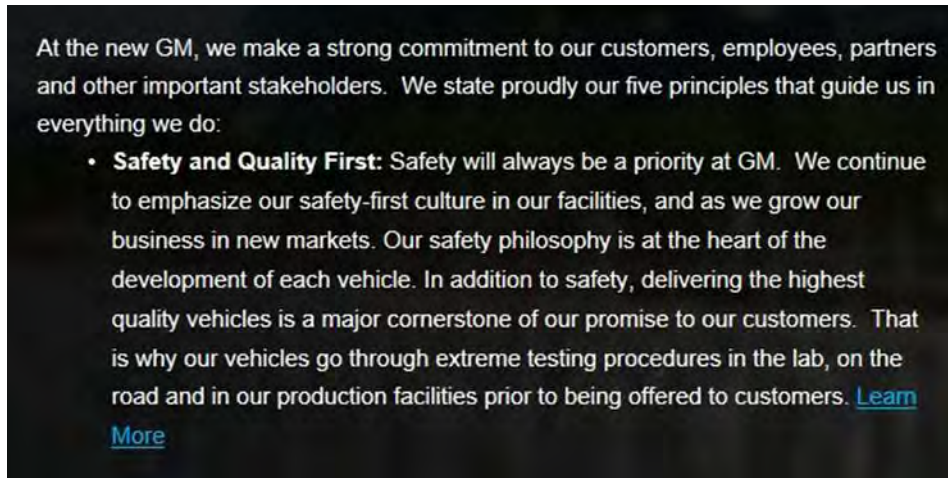 At the new GM, we make a strong commitment to our customers, employees, partners
and other important stakeholders.  We state proudly our five principles that guide us in
everything we do:
• Safety and Quality First: Safety will always be a priority at GM.  We continue
to emphasize our safety-first culture in our facilities, and as we grow our
business in new markets. Our safety philosophy is at the heart of the
development of each vehicle. In addition to safety, delivering the highest
quality vehicles is a major cornerstone of our promise to our customers.  That
is why our vehicles go through extreme testing procedures in the lab, on the
road and in our production facilities prior to being offered to customers. Learn
More